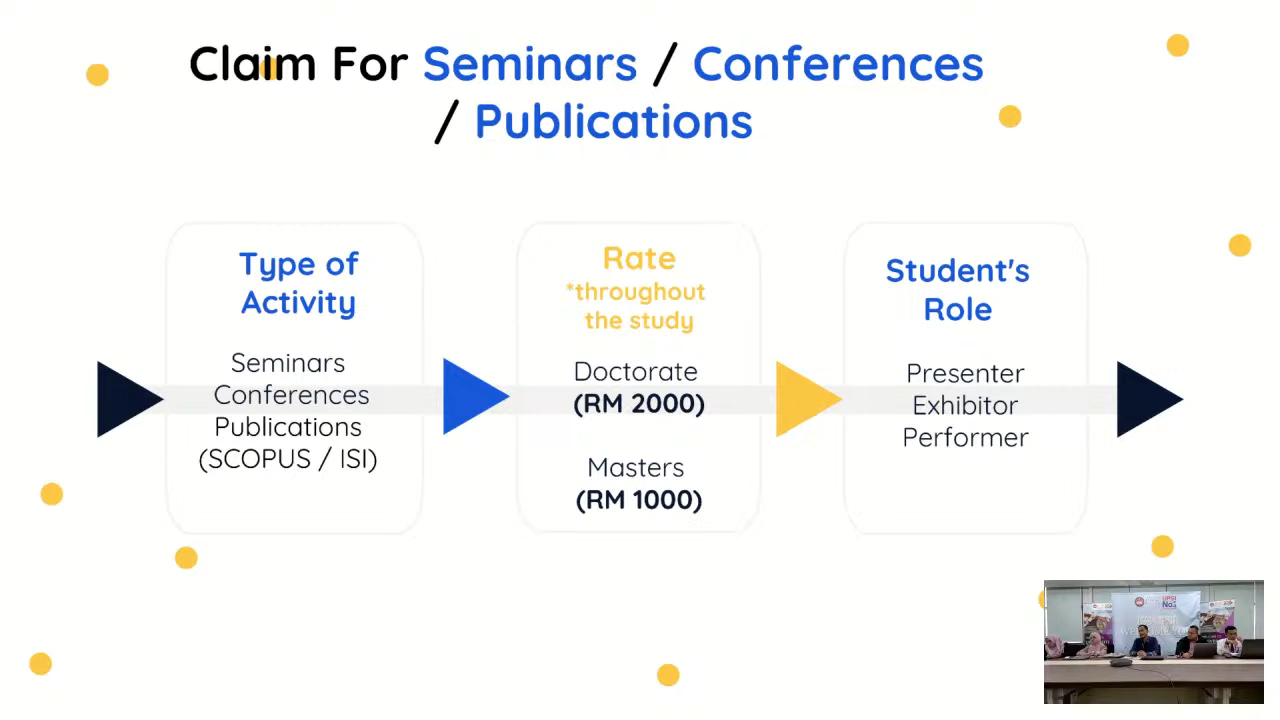 Claim For Seminars / Conferences
/ Publications
Type of
Activity
Seminars
Conferences
Publications
(SCOPUS / ISI)
Rate
*throughout
the study
Doctorate
(RM 2000)
Masters
(RM 1000)
Student's
Role
Presenter
Exhibitor
Performer
UPSI